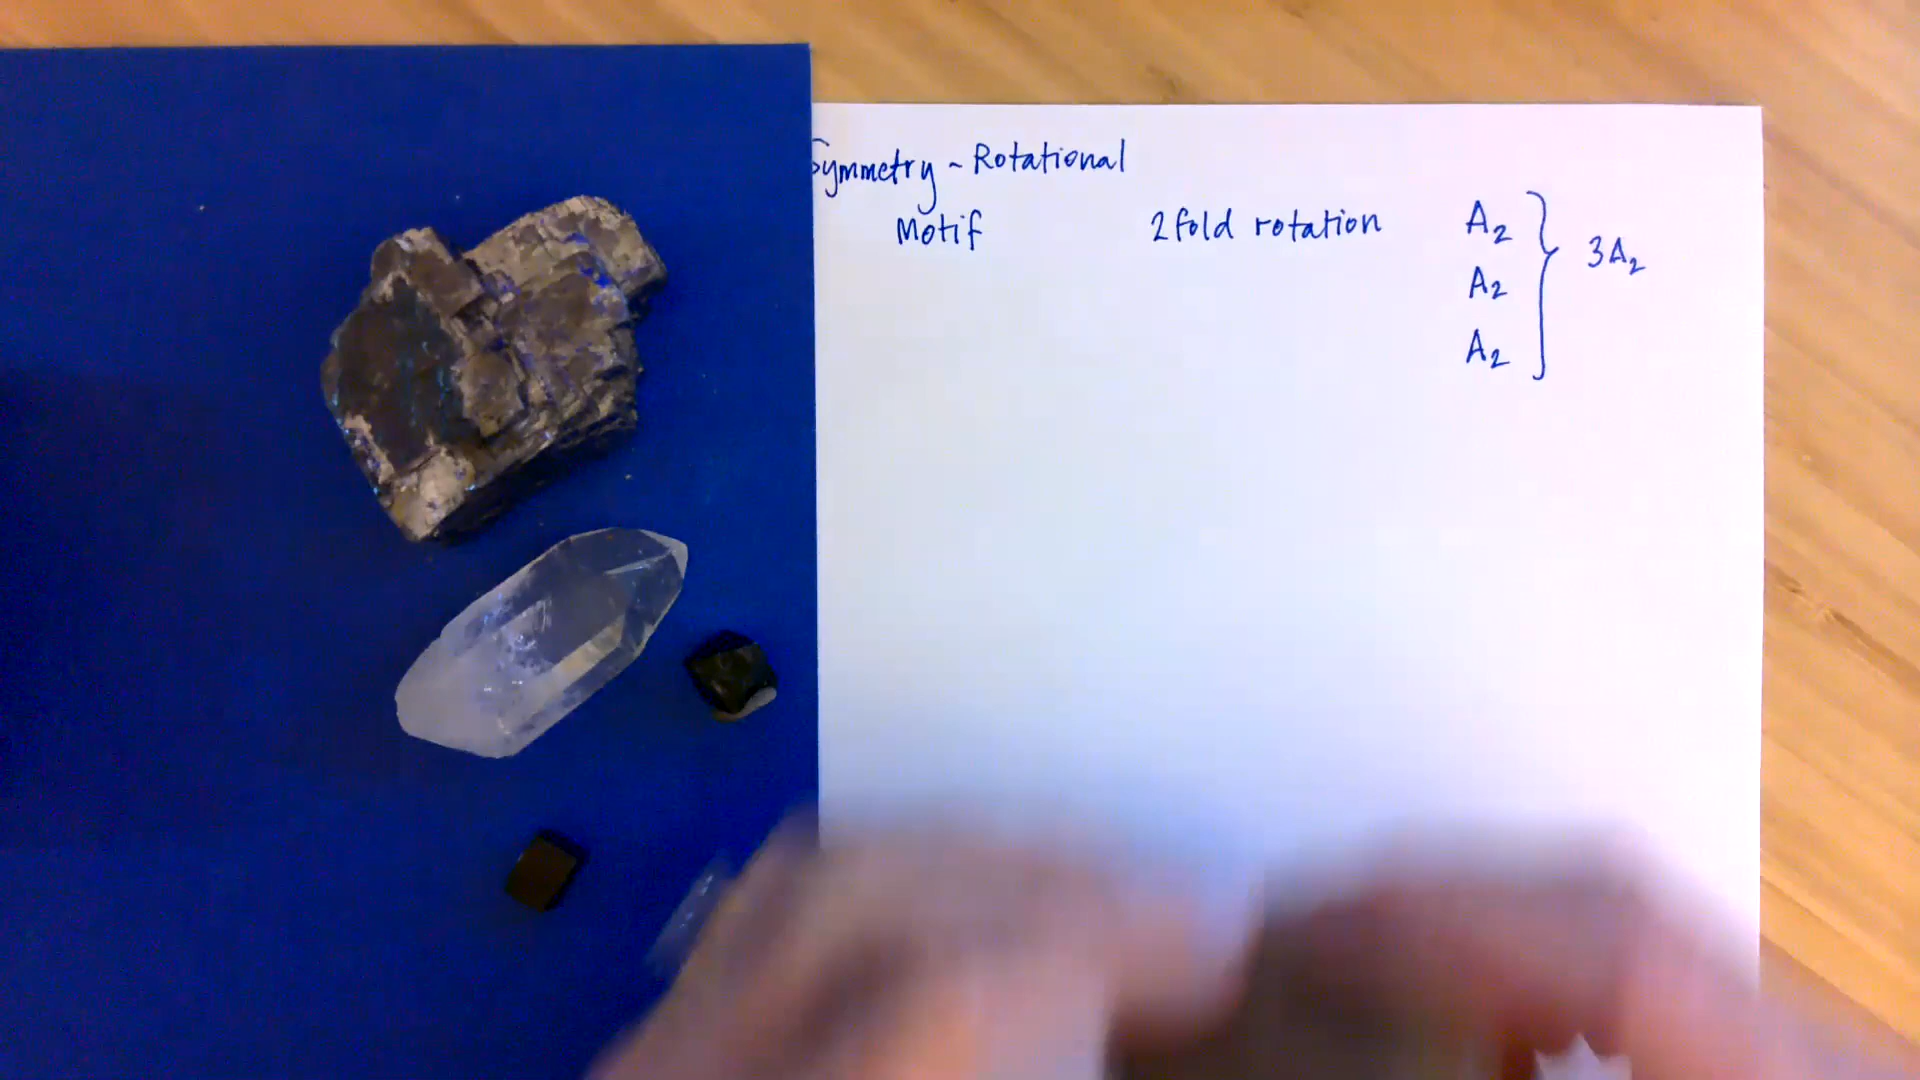 Symmetry ~ Rotational
Motif 2fold rotation A2 3A2
A2
A2